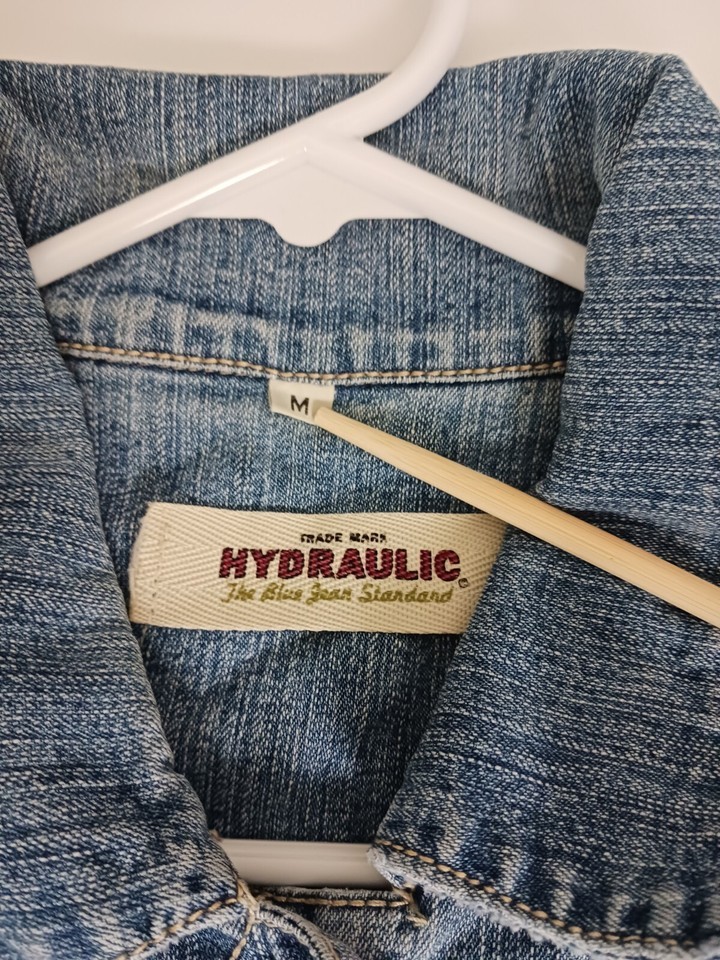 M
TRADE MARK
HYDRAULIC
The Blue Jean Standard